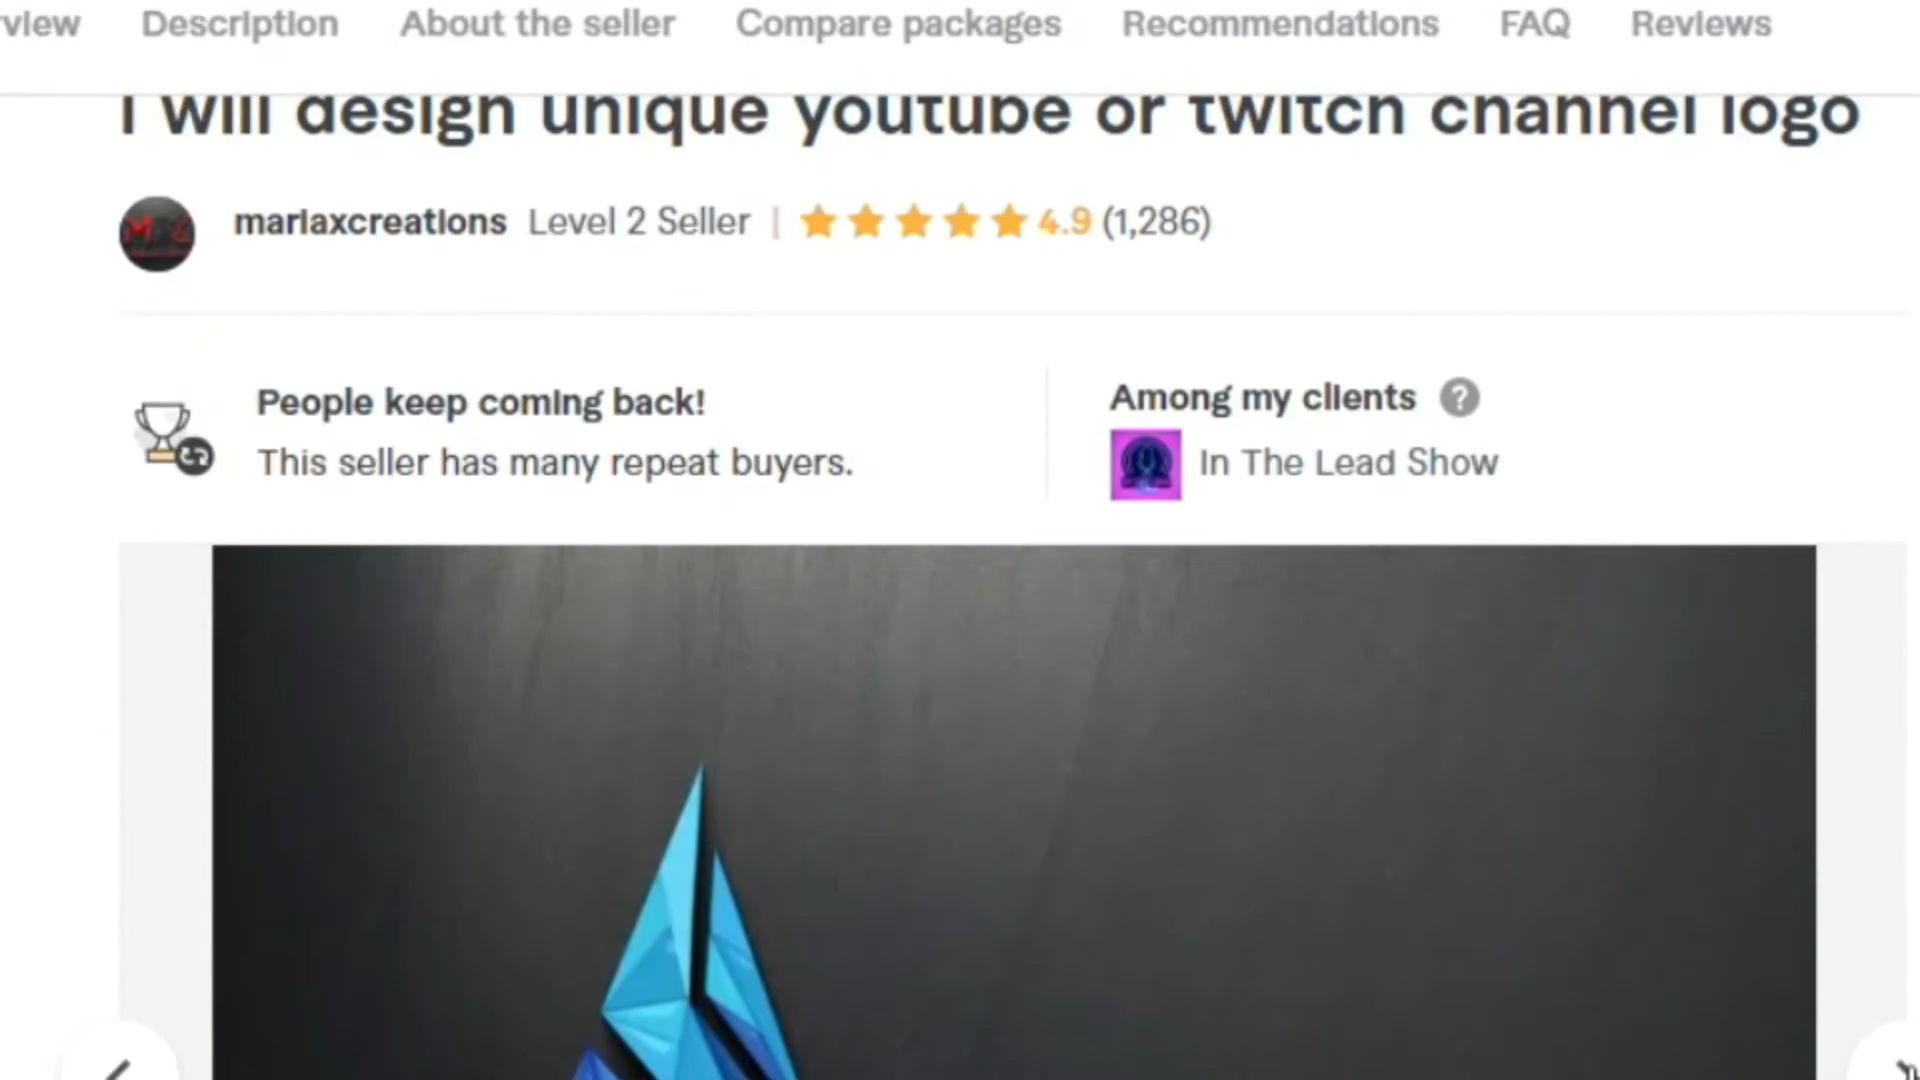 view Description About the seller Compare packages Recommendations FAQ Reviews
I will design unique youtube or twitch channel logo
mariaxcreations Level 2 Seller | 4.9 (1,286)
People keep coming back!
This seller has many repeat buyers.
Among my clients ?
In The Lead Show